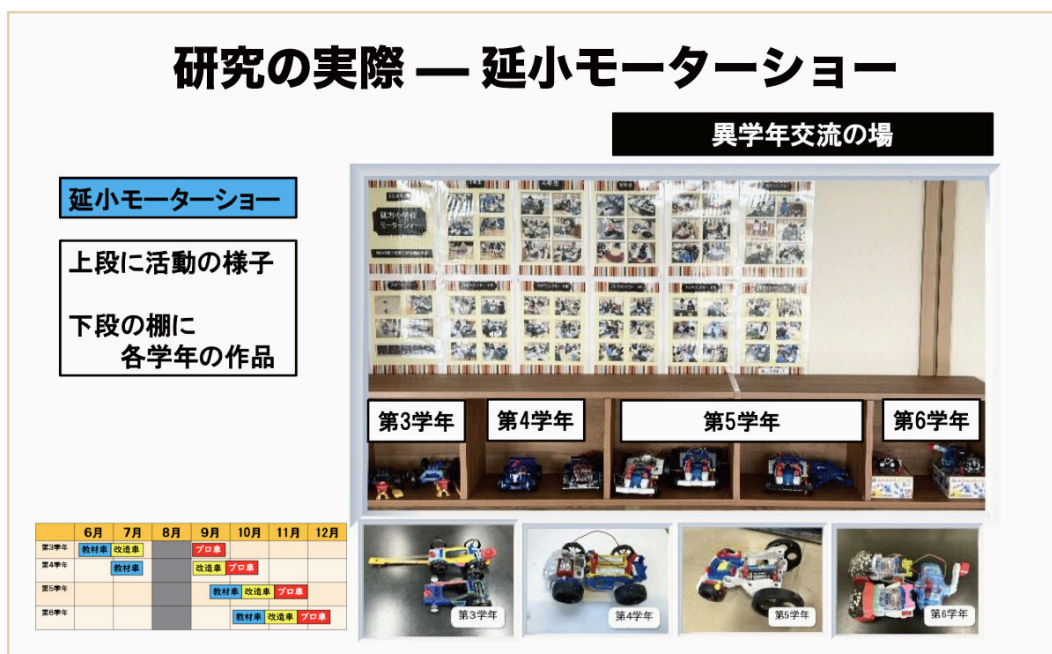 研究の実際 ― 延小モーターショー
異学年交流の場
延小モーターショー
上段に活動の様子
下段の棚に
各学年の作品
第3学年 第4学年 第5学年 第6学年
6月 7月 8月 9月 10月 11月 12月
第3学年 教材車 改造車 プロ車
第4学年 教材車 改造車 プロ車
第5学年 教材車 改造車 プロ車
第6学年 教材車 改造車 プロ車
第3学年
第4学年
第5学年
第6学年